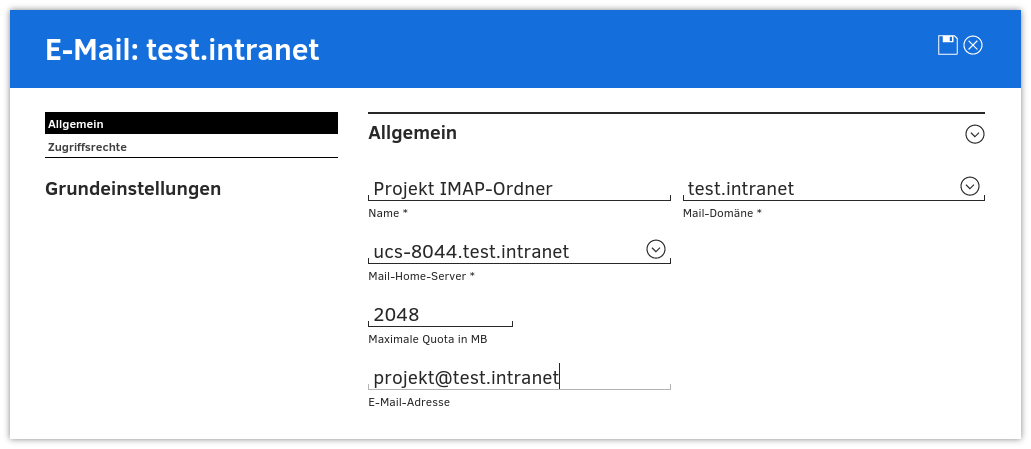 E-Mail: test.intranet
Allgemein
Zugriffsrechte
Grundeinstellungen
Allgemein
Projekt IMAP-Ordner
Name *
test.intranet
Mail-Domäne *
ucs-8044.test.intranet
Mail-Home-Server *
2048
Maximale Quota in MB
projekt@test.intranet
E-Mail-Adresse